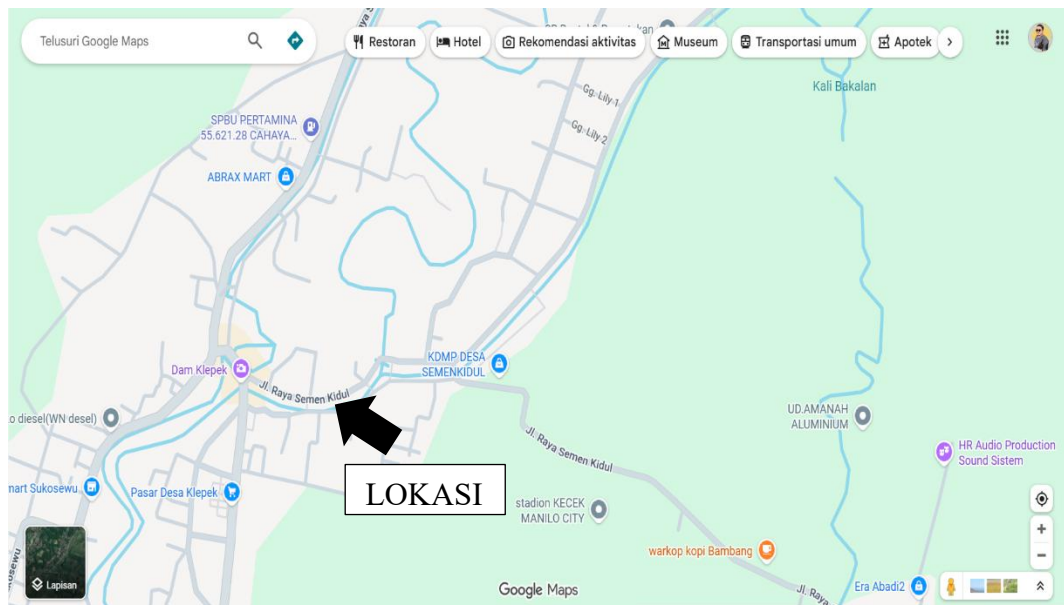 Telusuri Google Maps
Restoran
Hotel
Rekomendasi aktivitas
Museum
Transportasi umum
Apotek
Kali Bakalan
Gg. Lily 1
Gg. Lily 2
SPBU PERTAMINA
55.621.28 CAHAYA...
ABRAX MART
Dam Klepek
KDMP DESA
SEMENKIDUL
Jl. Raya Semen Kidul
o diesel(WN desel)
UD.AMANAH
ALUMINIUM
Jl. Raya Semen Kidul
HR Audio Production
Sound Sistem
LOKASI
mart Sukosewu
Pasar Desa Klepek
stadion KECEK
MANILO CITY
warkop kopi Bambang
Lapisan
Google Maps
Jl. Raya
Era Abadi2